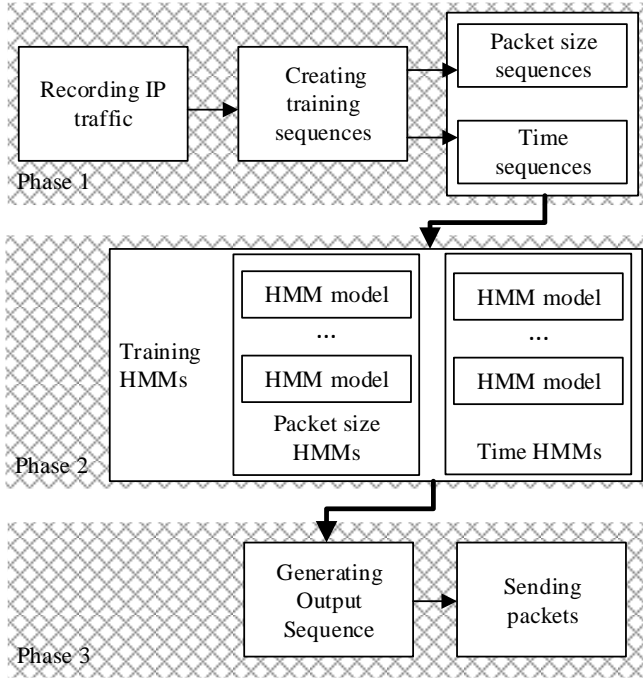 Recording IP
traffic
Creating
training
sequences
Packet size
sequences
Time
sequences
Phase 1
Training
HMMs
HMM model
...
HMM model
Packet size
HMMs
HMM model
...
HMM model
Time HMMs
Phase 2
Generating
Output
Sequence
Sending
packets
Phase 3